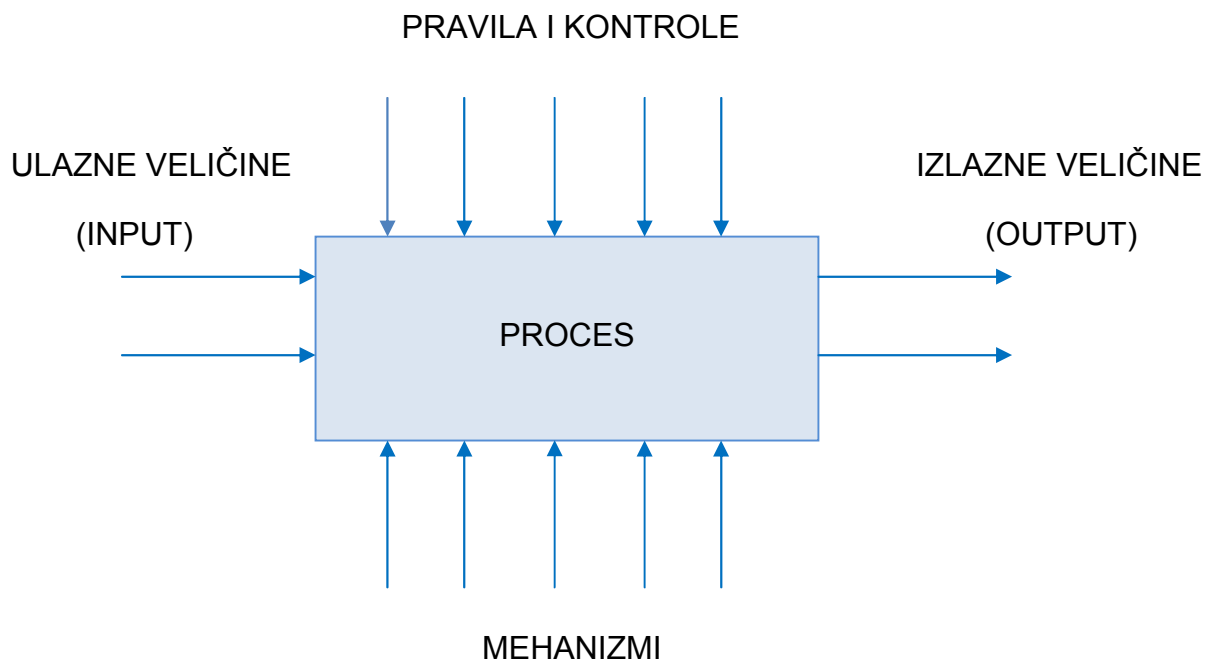 PRAVILA I KONTROLE
ULAZNE VELIČINE
(INPUT)
IZLAZNE VELIČINE
(OUTPUT)
PROCES
MEHANIZMI